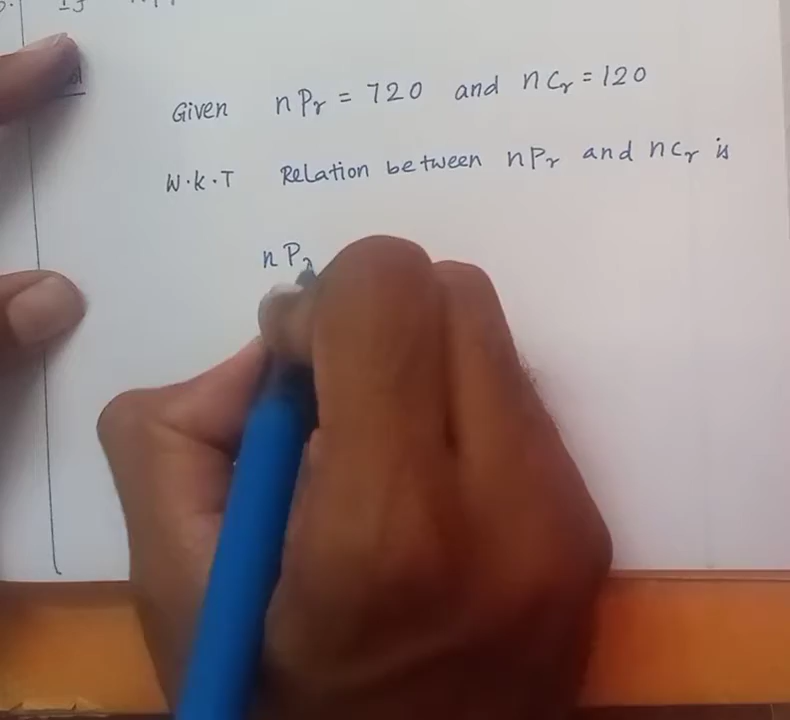 Given nPr = 720 and nCr = 120
W.K.T Relation between nPr and nCr is
nPr